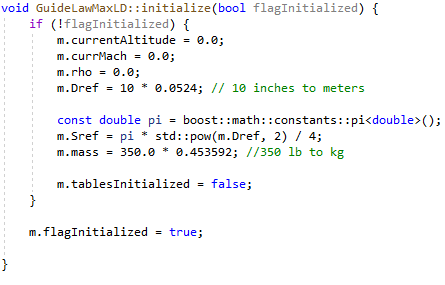 void GuideLawMaxLD::initialize(bool flagInitialized) {
    if (!flagInitialized) {
        m.currentAltitude = 0.0;
        m.currMach = 0.0;
        m.rho = 0.0;
        m.Dref = 10 * 0.0524; // 10 inches to meters

        const double pi = boost::math::constants::pi<double>();
        m.Sref = pi * std::pow(m.Dref, 2) / 4;
        m.mass = 350.0 * 0.453592; //350 lb to kg

        m.tablesInitialized = false;
    }

    m.flagInitialized = true;

}